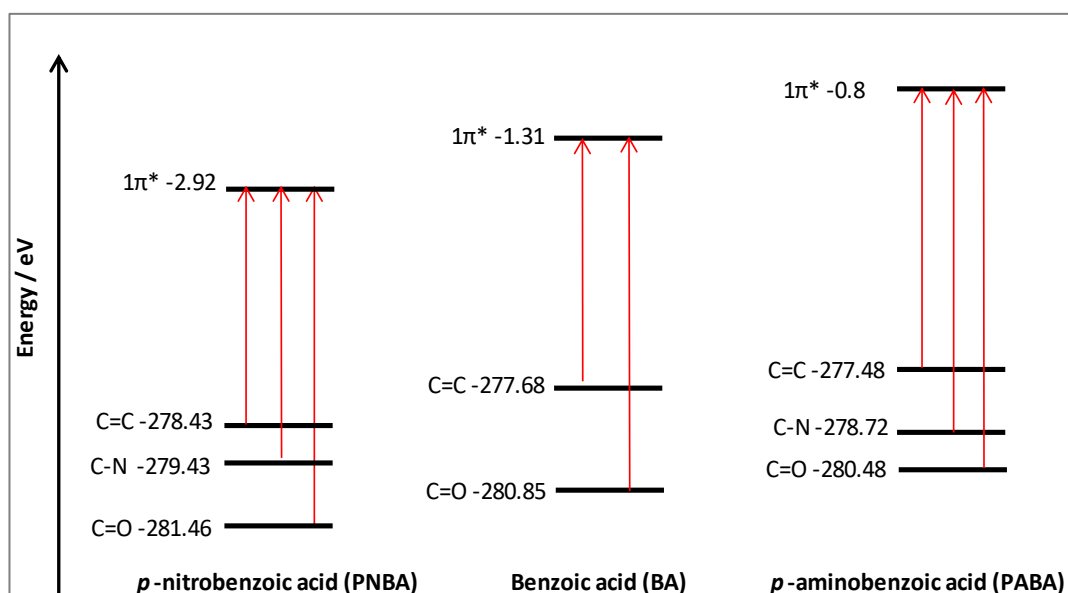 Energy / eV
1π* -2.92
C=C -278.43
C-N -279.43
C=O -281.46
p-nitrobenzoic acid (PNBA)
1π* -1.31
C=C -277.68
C=O -280.85
Benzoic acid (BA)
1π* -0.8
C=C -277.48
C-N -278.72
C=O -280.48
p-aminobenzoic acid (PABA)